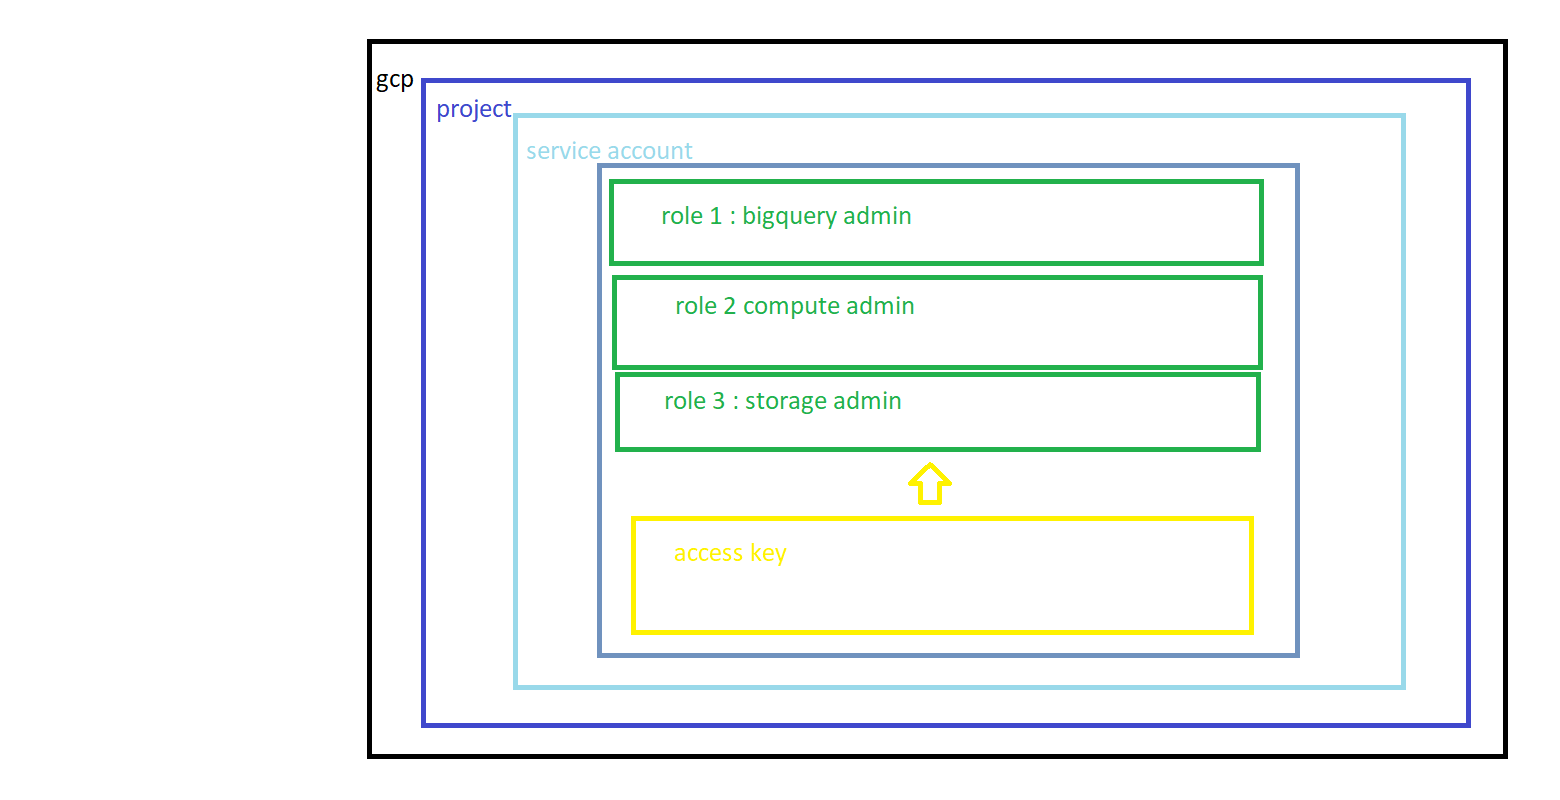 gcp
project
service account
role 1 : bigquery admin
role 2 compute admin
role 3 : storage admin
access key